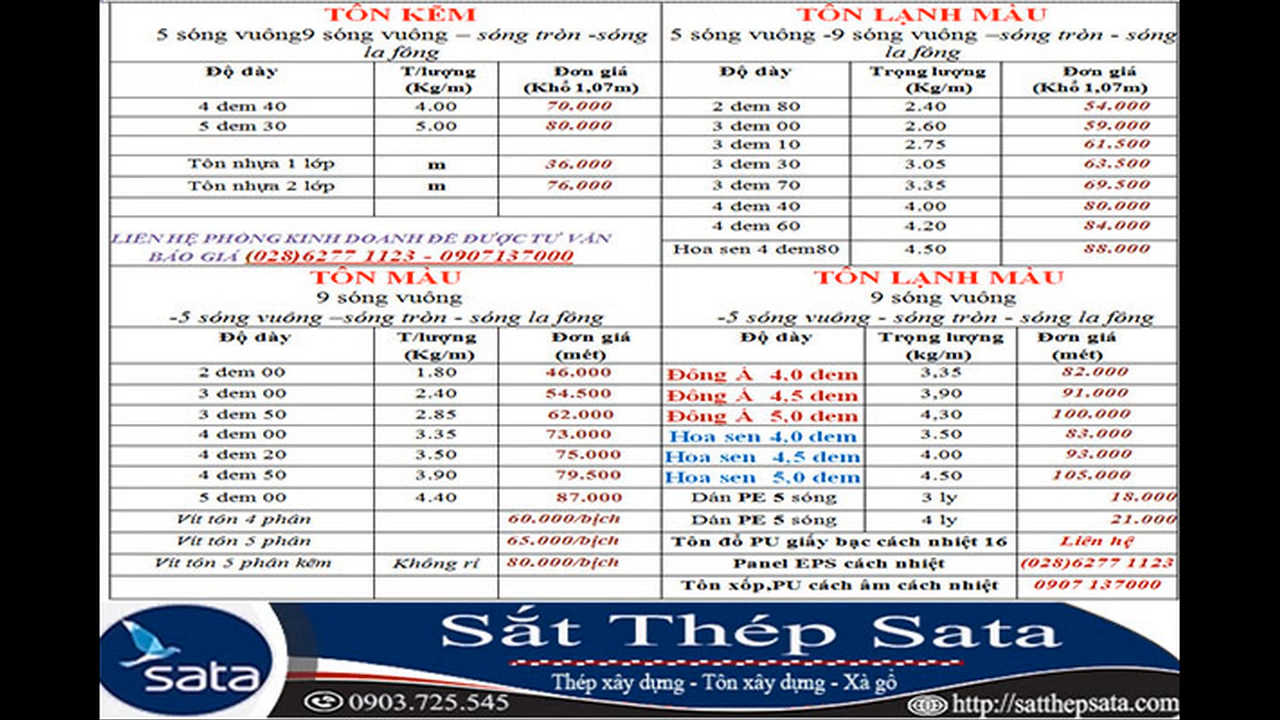 TÔN KẼM
5 sóng vuông9 sóng vuông – sóng tròn -sóng
la fông
Độ dày T/lượng (Kg/m) Đơn giá (Khổ 1,07m)
4 dem 40 4.00 70.000
5 dem 30 5.00 80.000
Tôn nhựa 1 lớp m 36.000
Tôn nhựa 2 lớp m 76.000
LIÊN HỆ PHÒNG KINH DOANH ĐỂ ĐƯỢC TƯ VẤN
BÁO GIÁ (028)6277 1123 - 0907137000
TÔN LẠNH MÀU
5 sóng vuông -9 sóng vuông –sóng tròn - sóng
la fông
Độ dày Trọng lượng (Kg/m) Đơn giá (Khổ 1,07m)
2 dem 80 2.40 54.000
3 dem 00 2.60 59.000
3 dem 10 2.75 61.500
3 dem 30 3.05 63.500
3 dem 70 3.35 69.500
4 dem 40 4.00 80.000
4 dem 60 4.20 84.000
Hoa sen 4 dem80 4.50 88.000
TÔN MÀU
9 sóng vuông
-5 sóng vuông –sóng tròn - sóng la fông
Độ dày T/lượng (Kg/m) Đơn giá (mét)
2 dem 00 1.80 46.000
3 dem 00 2.40 54.500
3 dem 50 2.85 62.000
4 dem 00 3.35 73.000
4 dem 20 3.50 75.000
4 dem 50 3.90 79.500
5 dem 00 4.40 87.000
Vít tôn 4 phân 60.000/bịch
Vít tôn 5 phân 65.000/bịch
Vít tôn 5 phân kẽm Không rỉ 80.000/bịch
TÔN LẠNH MÀU
9 sóng vuông
-5 sóng vuông - sóng tròn - sóng la fông
Độ dày Trọng lượng (kg/m) Đơn giá (mét)
Đông Á 4,0 dem 3,35 82.000
Đông Á 4,5 dem 3,90 91.000
Đông Á 5,0 dem 4,30 100.000
Hoa sen 4,0 dem 3.50 83.000
Hoa sen 4,5 dem 4.00 93.000
Hoa sen 5,0 dem 4.50 105.000
Dán PE 5 sóng 3 ly 18.000
Dán PE 5 sóng 4 ly 21.000
Tôn đổ PU giấy bạc cách nhiệt 16 Liên hệ
Panel EPS cách nhiệt (028)6277 1123
Tôn xốp,PU cách âm cách nhiệt 0907 137000
sata
Sắt Thép Sata
Thép xây dựng - Tôn xây dựng - Xà gồ
0903.725.545
http://satthepsata.com